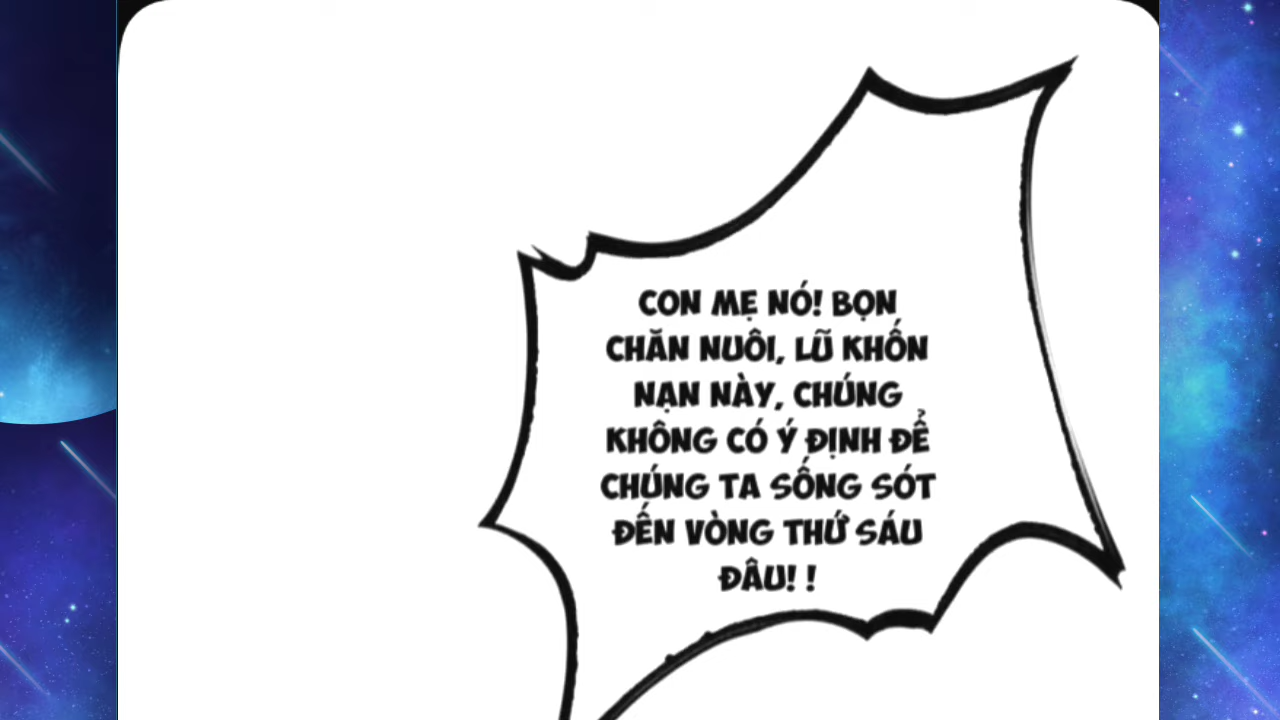 CON MẸ NÓ! BỌN
CHĂN NUÔI, LŨ KHỐN
NẠN NÀY, CHÚNG
KHÔNG CÓ Ý ĐỊNH ĐỂ
CHÚNG TA SỐNG SÓT
ĐẾN VÒNG THỨ SÁU
ĐÂU! !